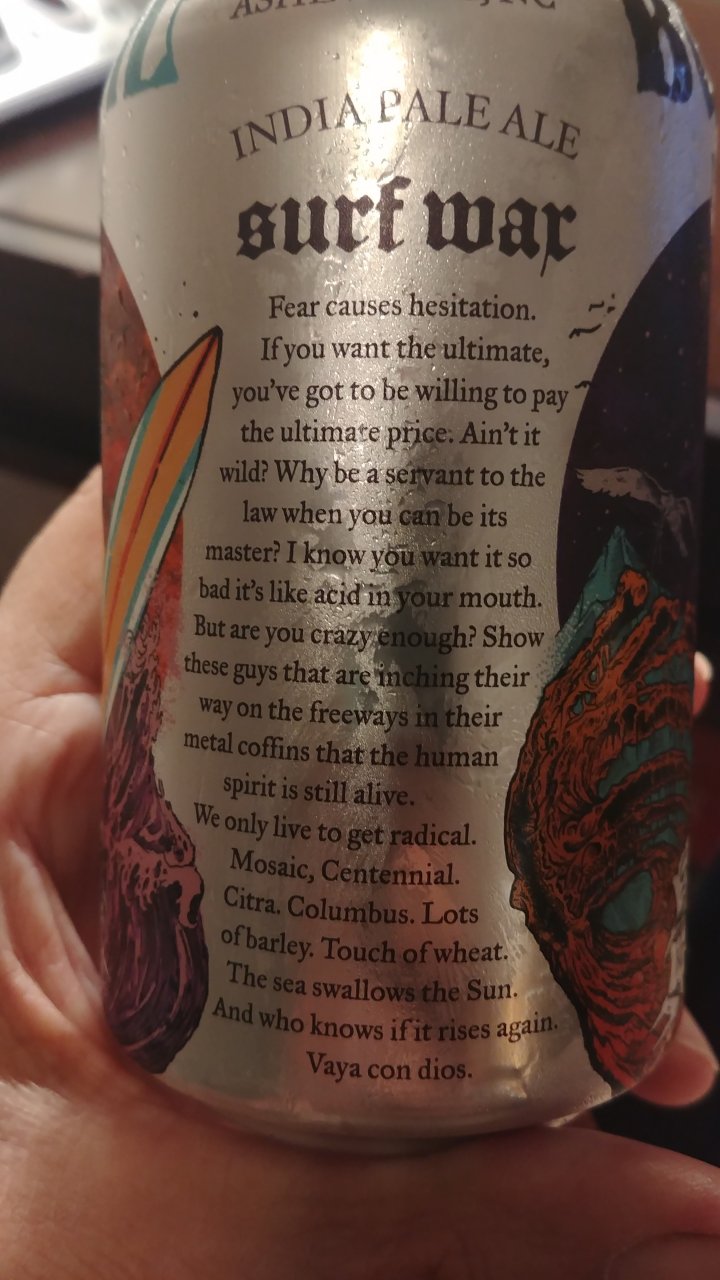 INDIA PALE ALE
surf wax
Fear causes hesitation.
If you want the ultimate,
you've got to be willing to pay
the ultimate price. Ain't it
wild? Why be a servant to the
law when you can be its
master? I know you want it so
bad it's like acid in your mouth.
But are you crazy enough? Show
these guys that are inching their
way on the freeways in their
metal coffins that the human
spirit is still alive.
We only live to get radical.
Mosaic, Centennial.
Citra. Columbus. Lots
of barley. Touch of wheat.
The sea swallows the Sun.
And who knows if it rises again.
Vaya con dios.